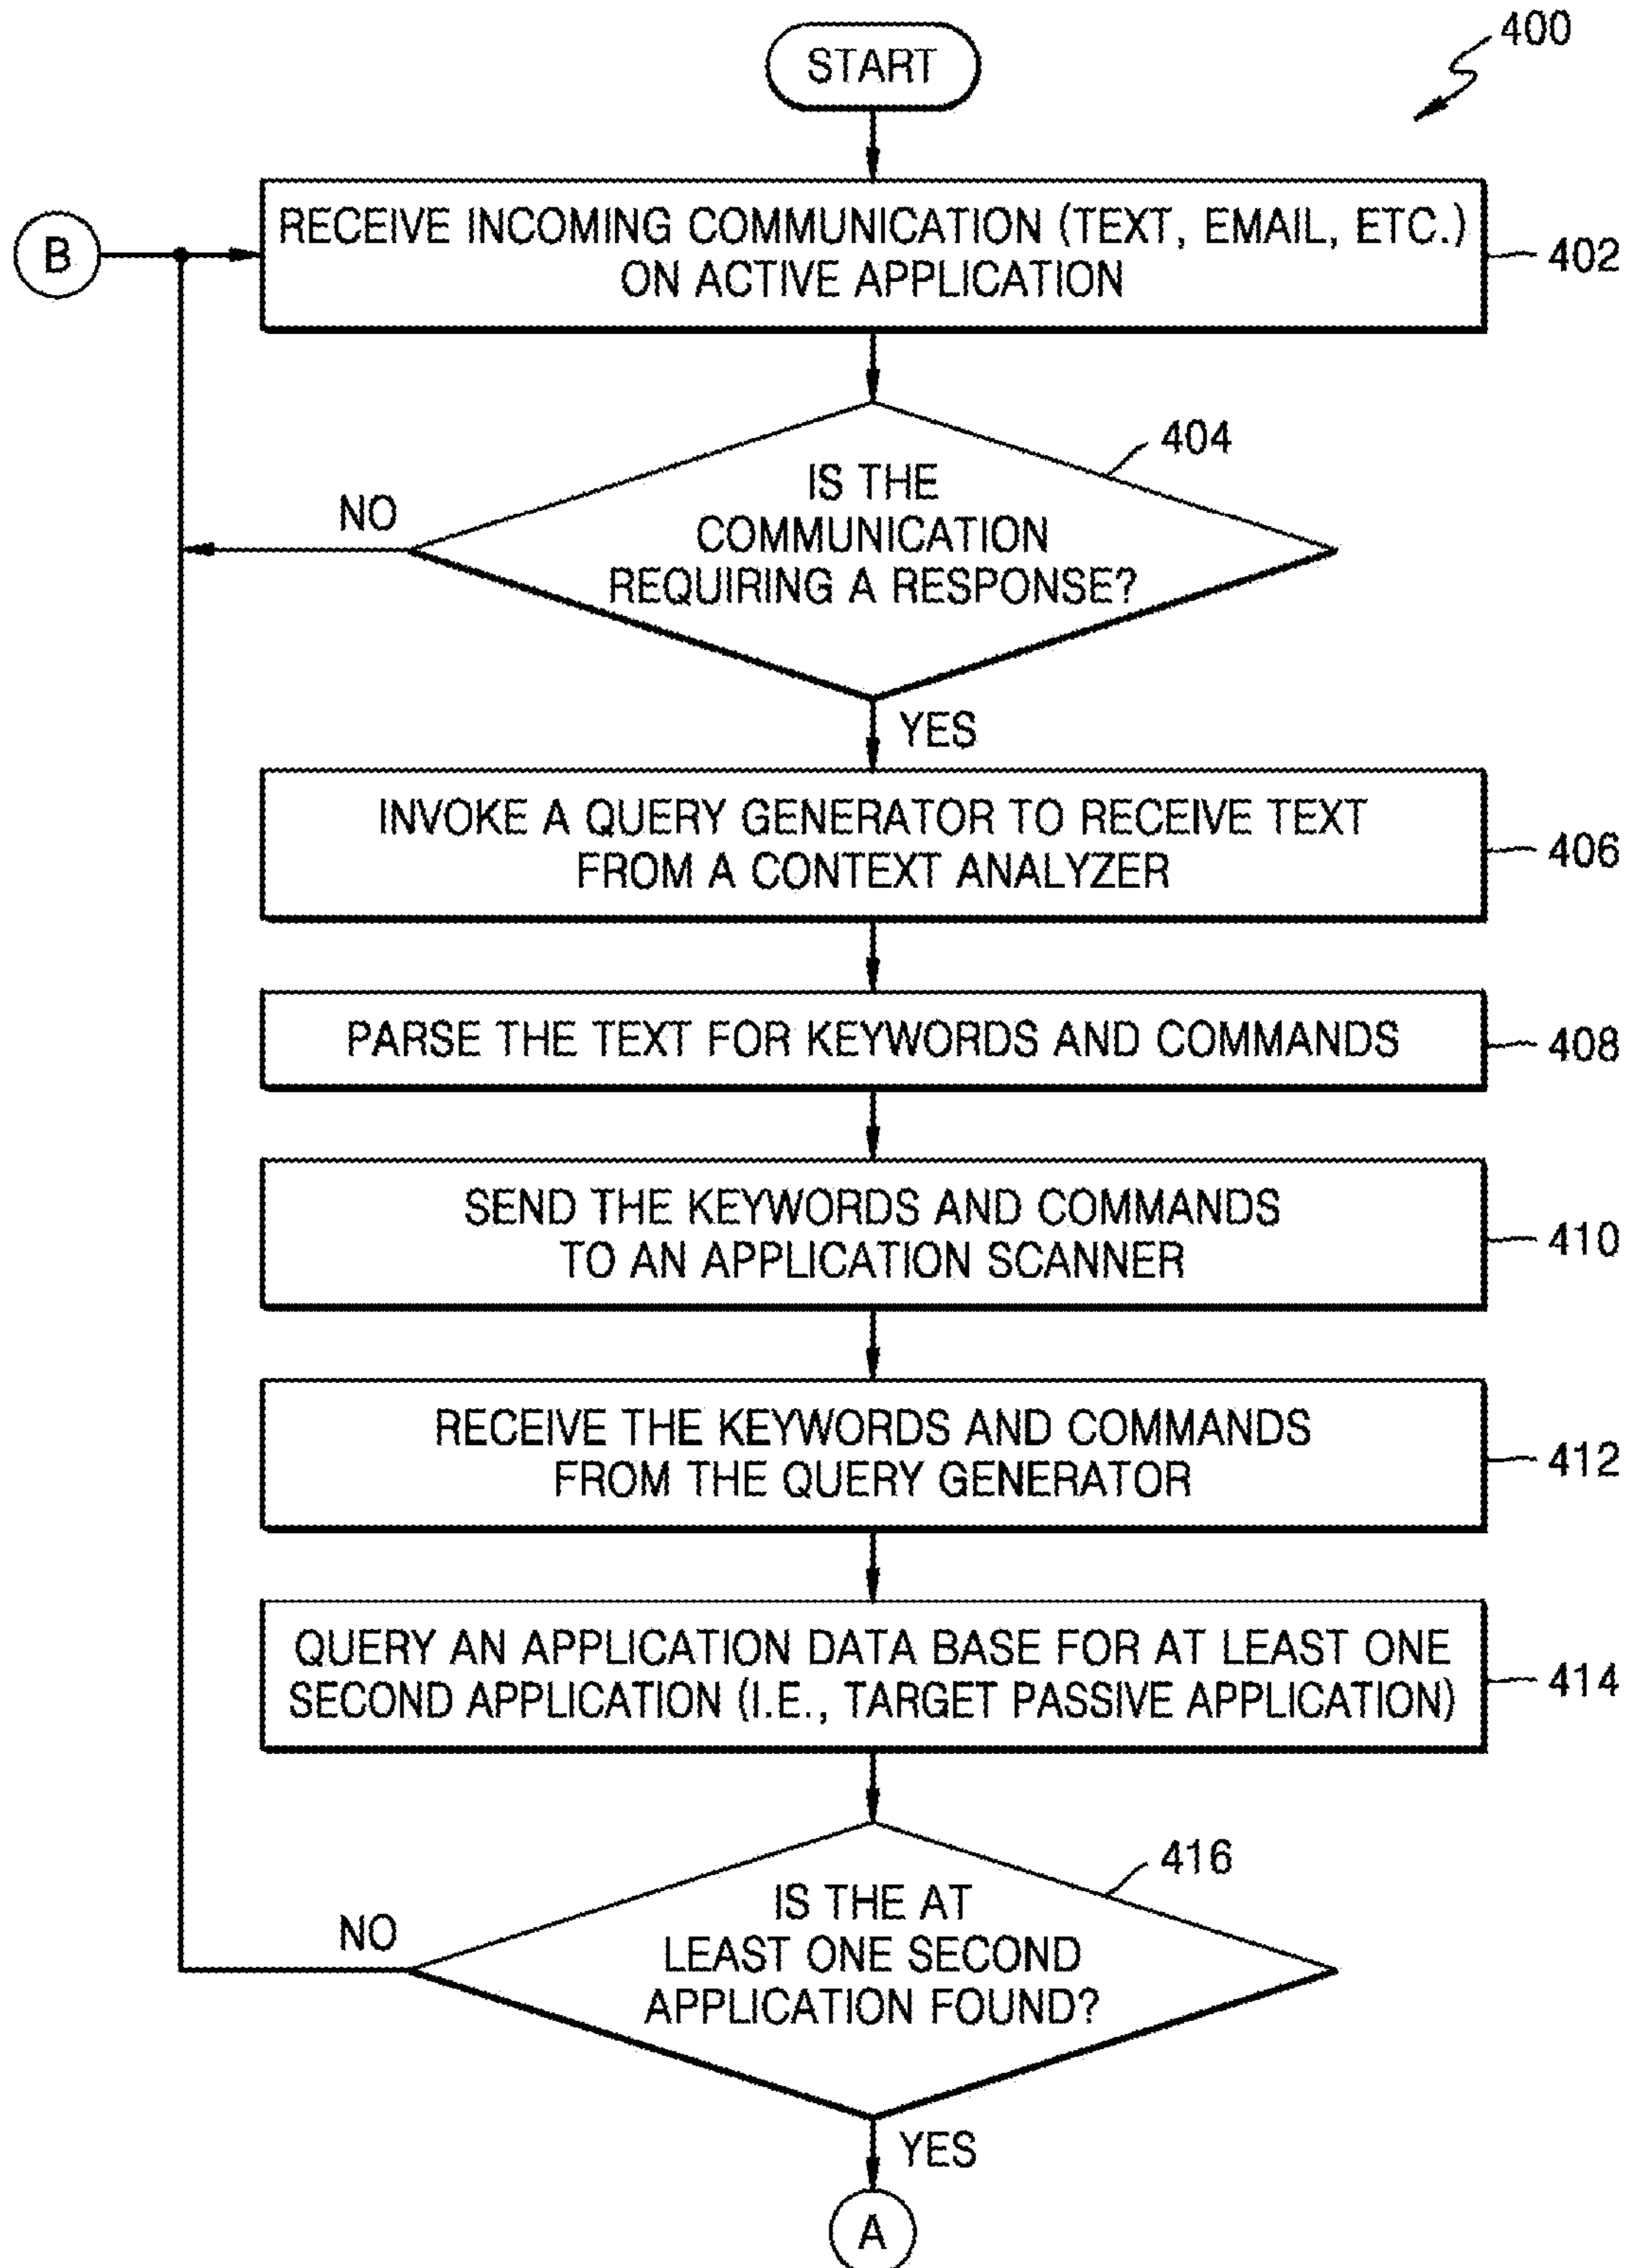 400
START
B
RECEIVE INCOMING COMMUNICATION (TEXT, EMAIL, ETC.)
ON ACTIVE APPLICATION
402
404
IS THE
COMMUNICATION
REQUIRING A RESPONSE?
NO
YES
INVOKE A QUERY GENERATOR TO RECEIVE TEXT
FROM A CONTEXT ANALYZER
406
PARSE THE TEXT FOR KEYWORDS AND COMMANDS
408
SEND THE KEYWORDS AND COMMANDS
TO AN APPLICATION SCANNER
410
RECEIVE THE KEYWORDS AND COMMANDS
FROM THE QUERY GENERATOR
412
QUERY AN APPLICATION DATA BASE FOR AT LEAST ONE
SECOND APPLICATION (I.E., TARGET PASSIVE APPLICATION)
414
416
IS THE AT
LEAST ONE SECOND
APPLICATION FOUND?
NO
YES
A